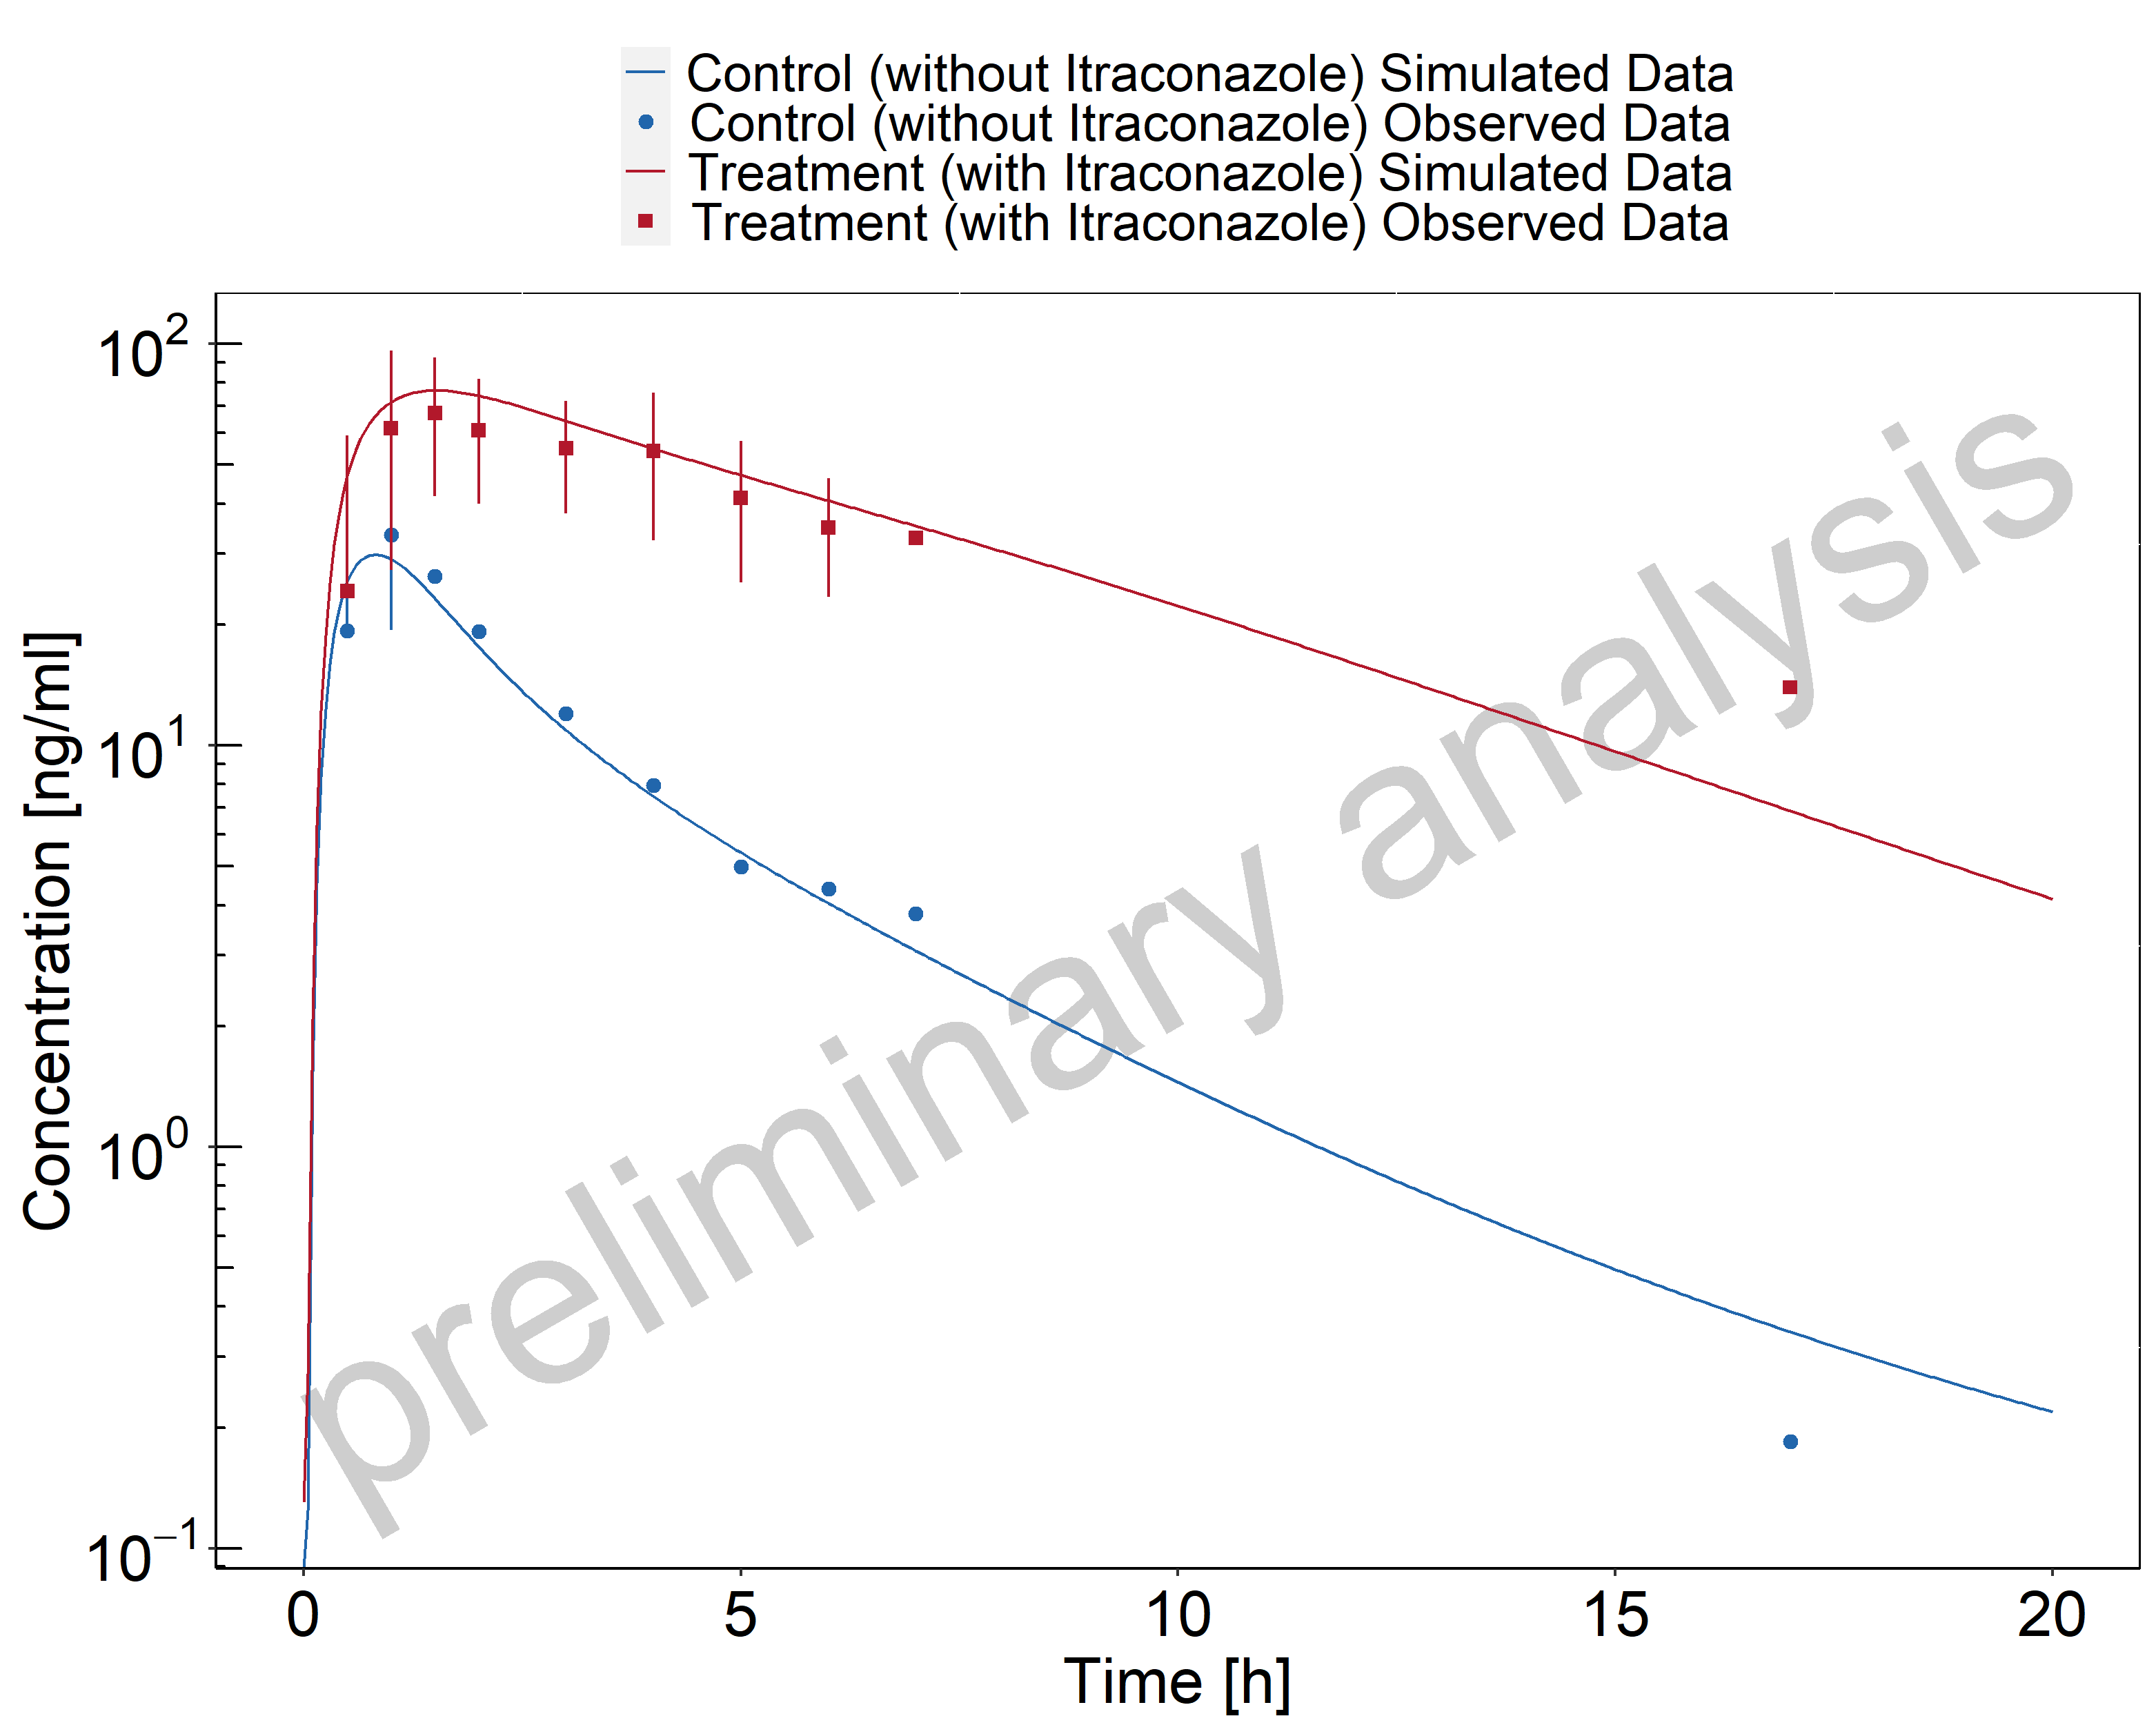 Control (without Itraconazole) Simulated Data
Control (without Itraconazole) Observed Data
Treatment (with Itraconazole) Simulated Data
Treatment (with Itraconazole) Observed Data
10²
10¹
10⁰
10⁻¹
Concentration [ng/ml]
preliminary analysis
0 5 10 15 20
Time [h]